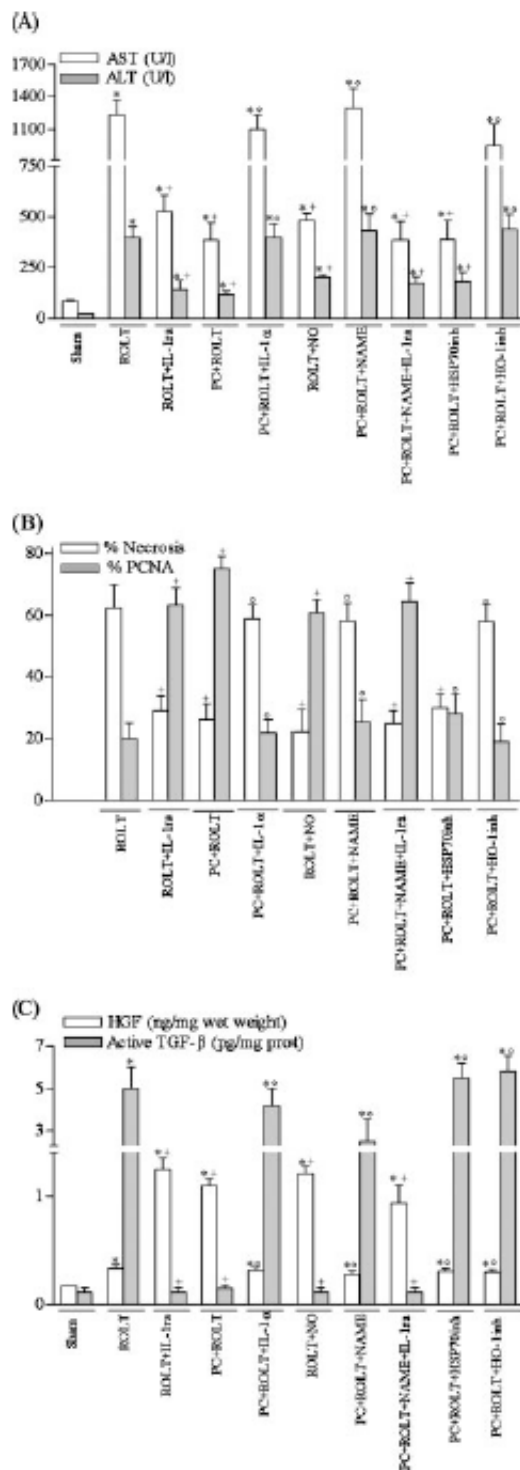 (A)
AST (U/l)
ALT (U/l)
1700
1400
1100
750
500
250
0
Sham
ROLT
ROLT+IL-1ra
PC+ROLT
PC+ROLT+IL-1α
ROLT+NO
PC+ROLT+NAME
PC+ROLT+NAME+IL-1ra
PC+ROLT+HSP70inh
PC+ROLT+HO-1inh
(B)
% Necrosis
% PCNA
80
60
40
20
0
ROLT
ROLT+IL-1ra
PC+ROLT
PC+ROLT+IL-1α
ROLT+NO
PC+ROLT+NAME
PC+ROLT+NAME+IL-1ra
PC+ROLT+HSP70inh
PC+ROLT+HO-1inh
(C)
HGF (ng/mg wet weight)
Active TGF-β (pg/mg prot)
7
5
3
1
0
Sham
ROLT
ROLT+IL-1ra
PC+ROLT
PC+ROLT+IL-1α
ROLT+NO
PC+ROLT+NAME
PC+ROLT+NAME+IL-1ra
PC+ROLT+HSP70inh
PC+ROLT+HO-1inh